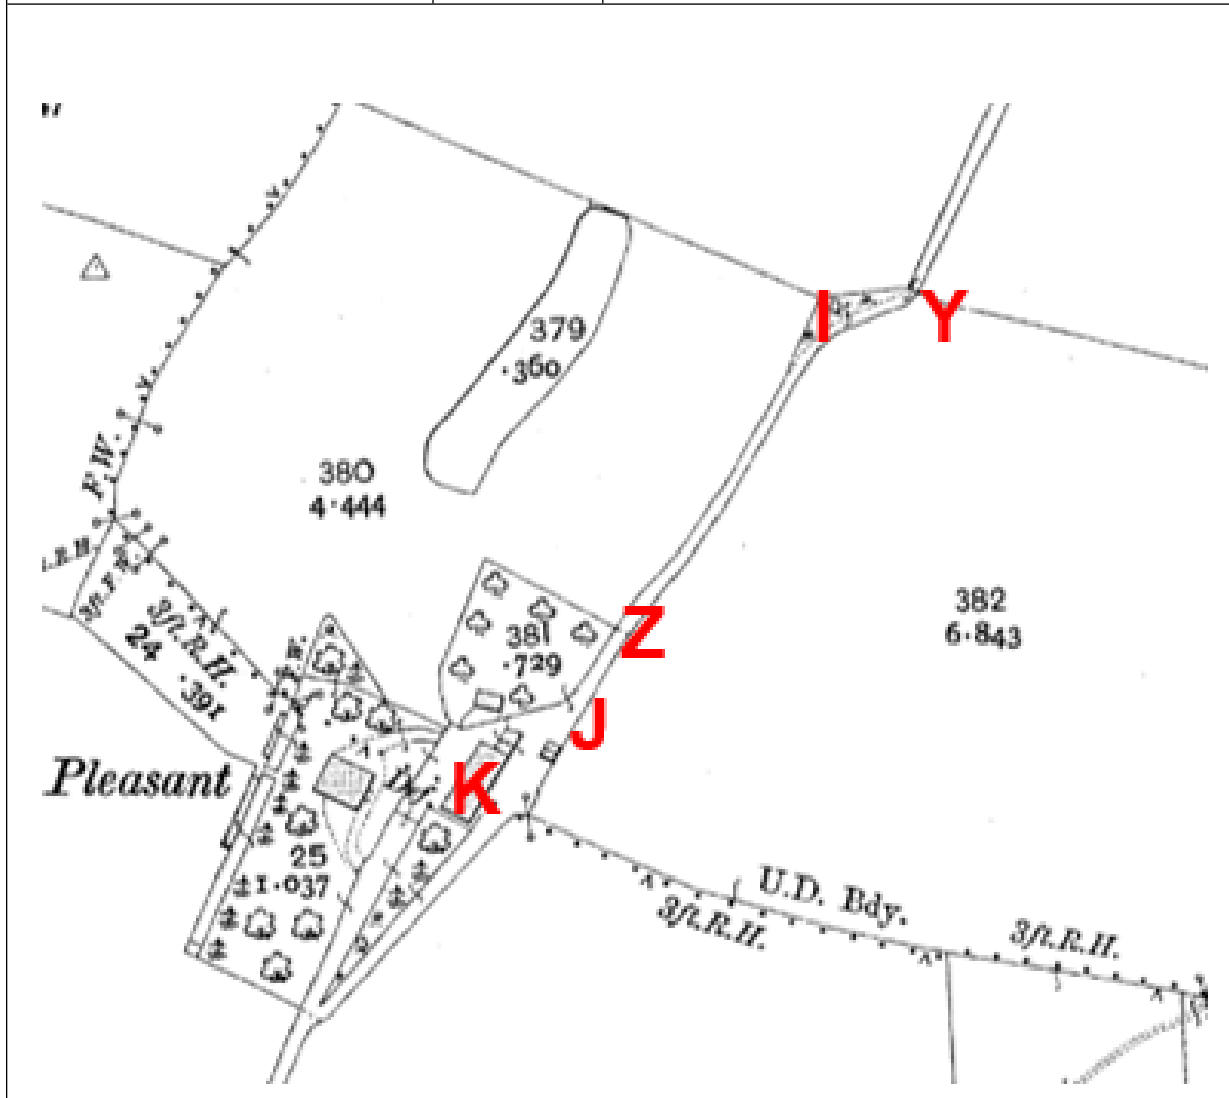 I
Y
379
·360
F.W.
380
4·444
382
6·843
Z
381
·729
3ft.R.H.
24
·391
J
Pleasant
K
25
1·037
U.D. Bdy.
3ft.R.H.
3ft.R.H.